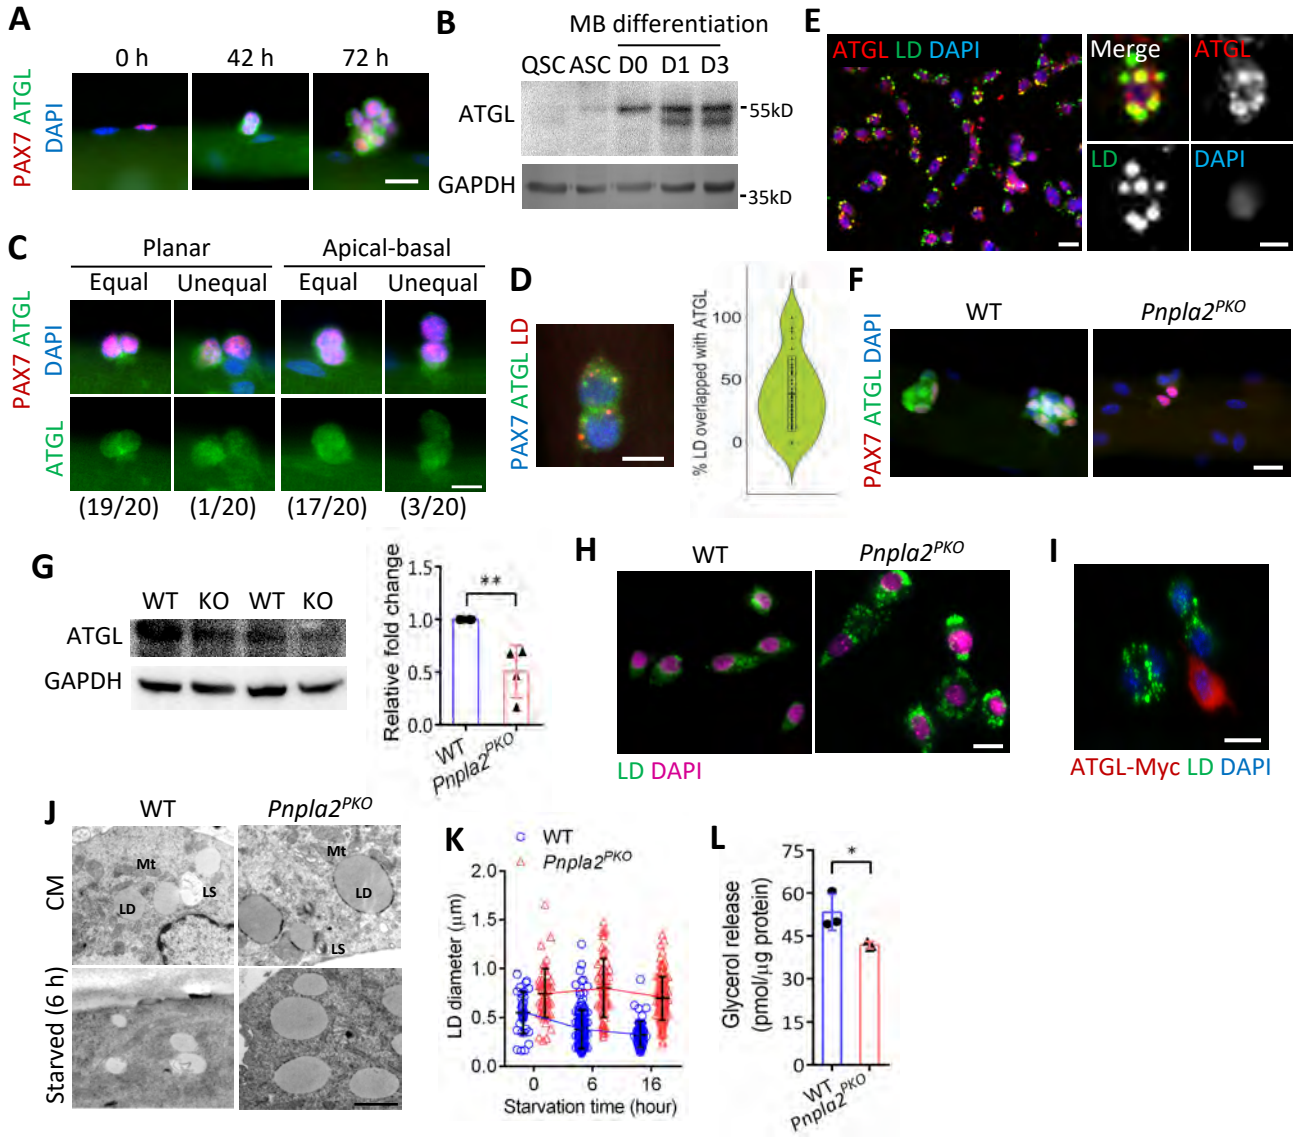 A
0 h 42 h 72 h
PAX7 ATGL
DAPI
B
MB differentiation
QSC ASC D0 D1 D3
ATGL
-55kD
GAPDH
-35kD
C
Planar Apical-basal
Equal Unequal Equal Unequal
PAX7 ATGL
DAPI
ATGL
(19/20) (1/20) (17/20) (3/20)
D
PAX7 ATGL LD
% LD overlapped with ATGL
100
50
0
E
ATGL LD DAPI
Merge ATGL
LD DAPI
F
WT Pnpla2PKO
PAX7 ATGL DAPI
G
WT KO WT KO
ATGL
GAPDH
Relative fold change
1.5
1.0
0.5
0.0
**
WT
Pnpla2PKO
H
WT Pnpla2PKO
LD DAPI
I
ATGL-Myc LD DAPI
J
WT Pnpla2PKO
CM
Mt
LD
LS
Mt
LD
LS
Starved (6 h)
K
WT
Pnpla2PKO
LD diameter (μm)
2.0
1.5
1.0
0.5
0.0
0 6 16
Starvation time (hour)
L
Glycerol release
(pmol/μg protein)
75
60
45
30
15
0
*
WT
Pnpla2PKO